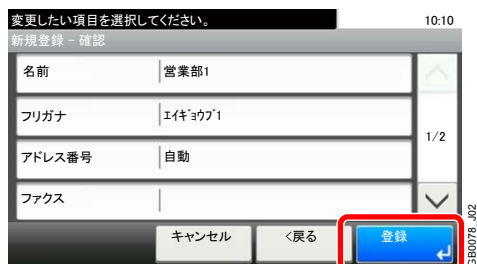 変更したい項目を選択してください。 10:10
新規登録 - 確認
名前 営業部1
フリガナ ｴｲｷﾞｮｳﾌﾞ1
アドレス番号 自動
1/2
ファクス
キャンセル <戻る 登録
GB0078_J02